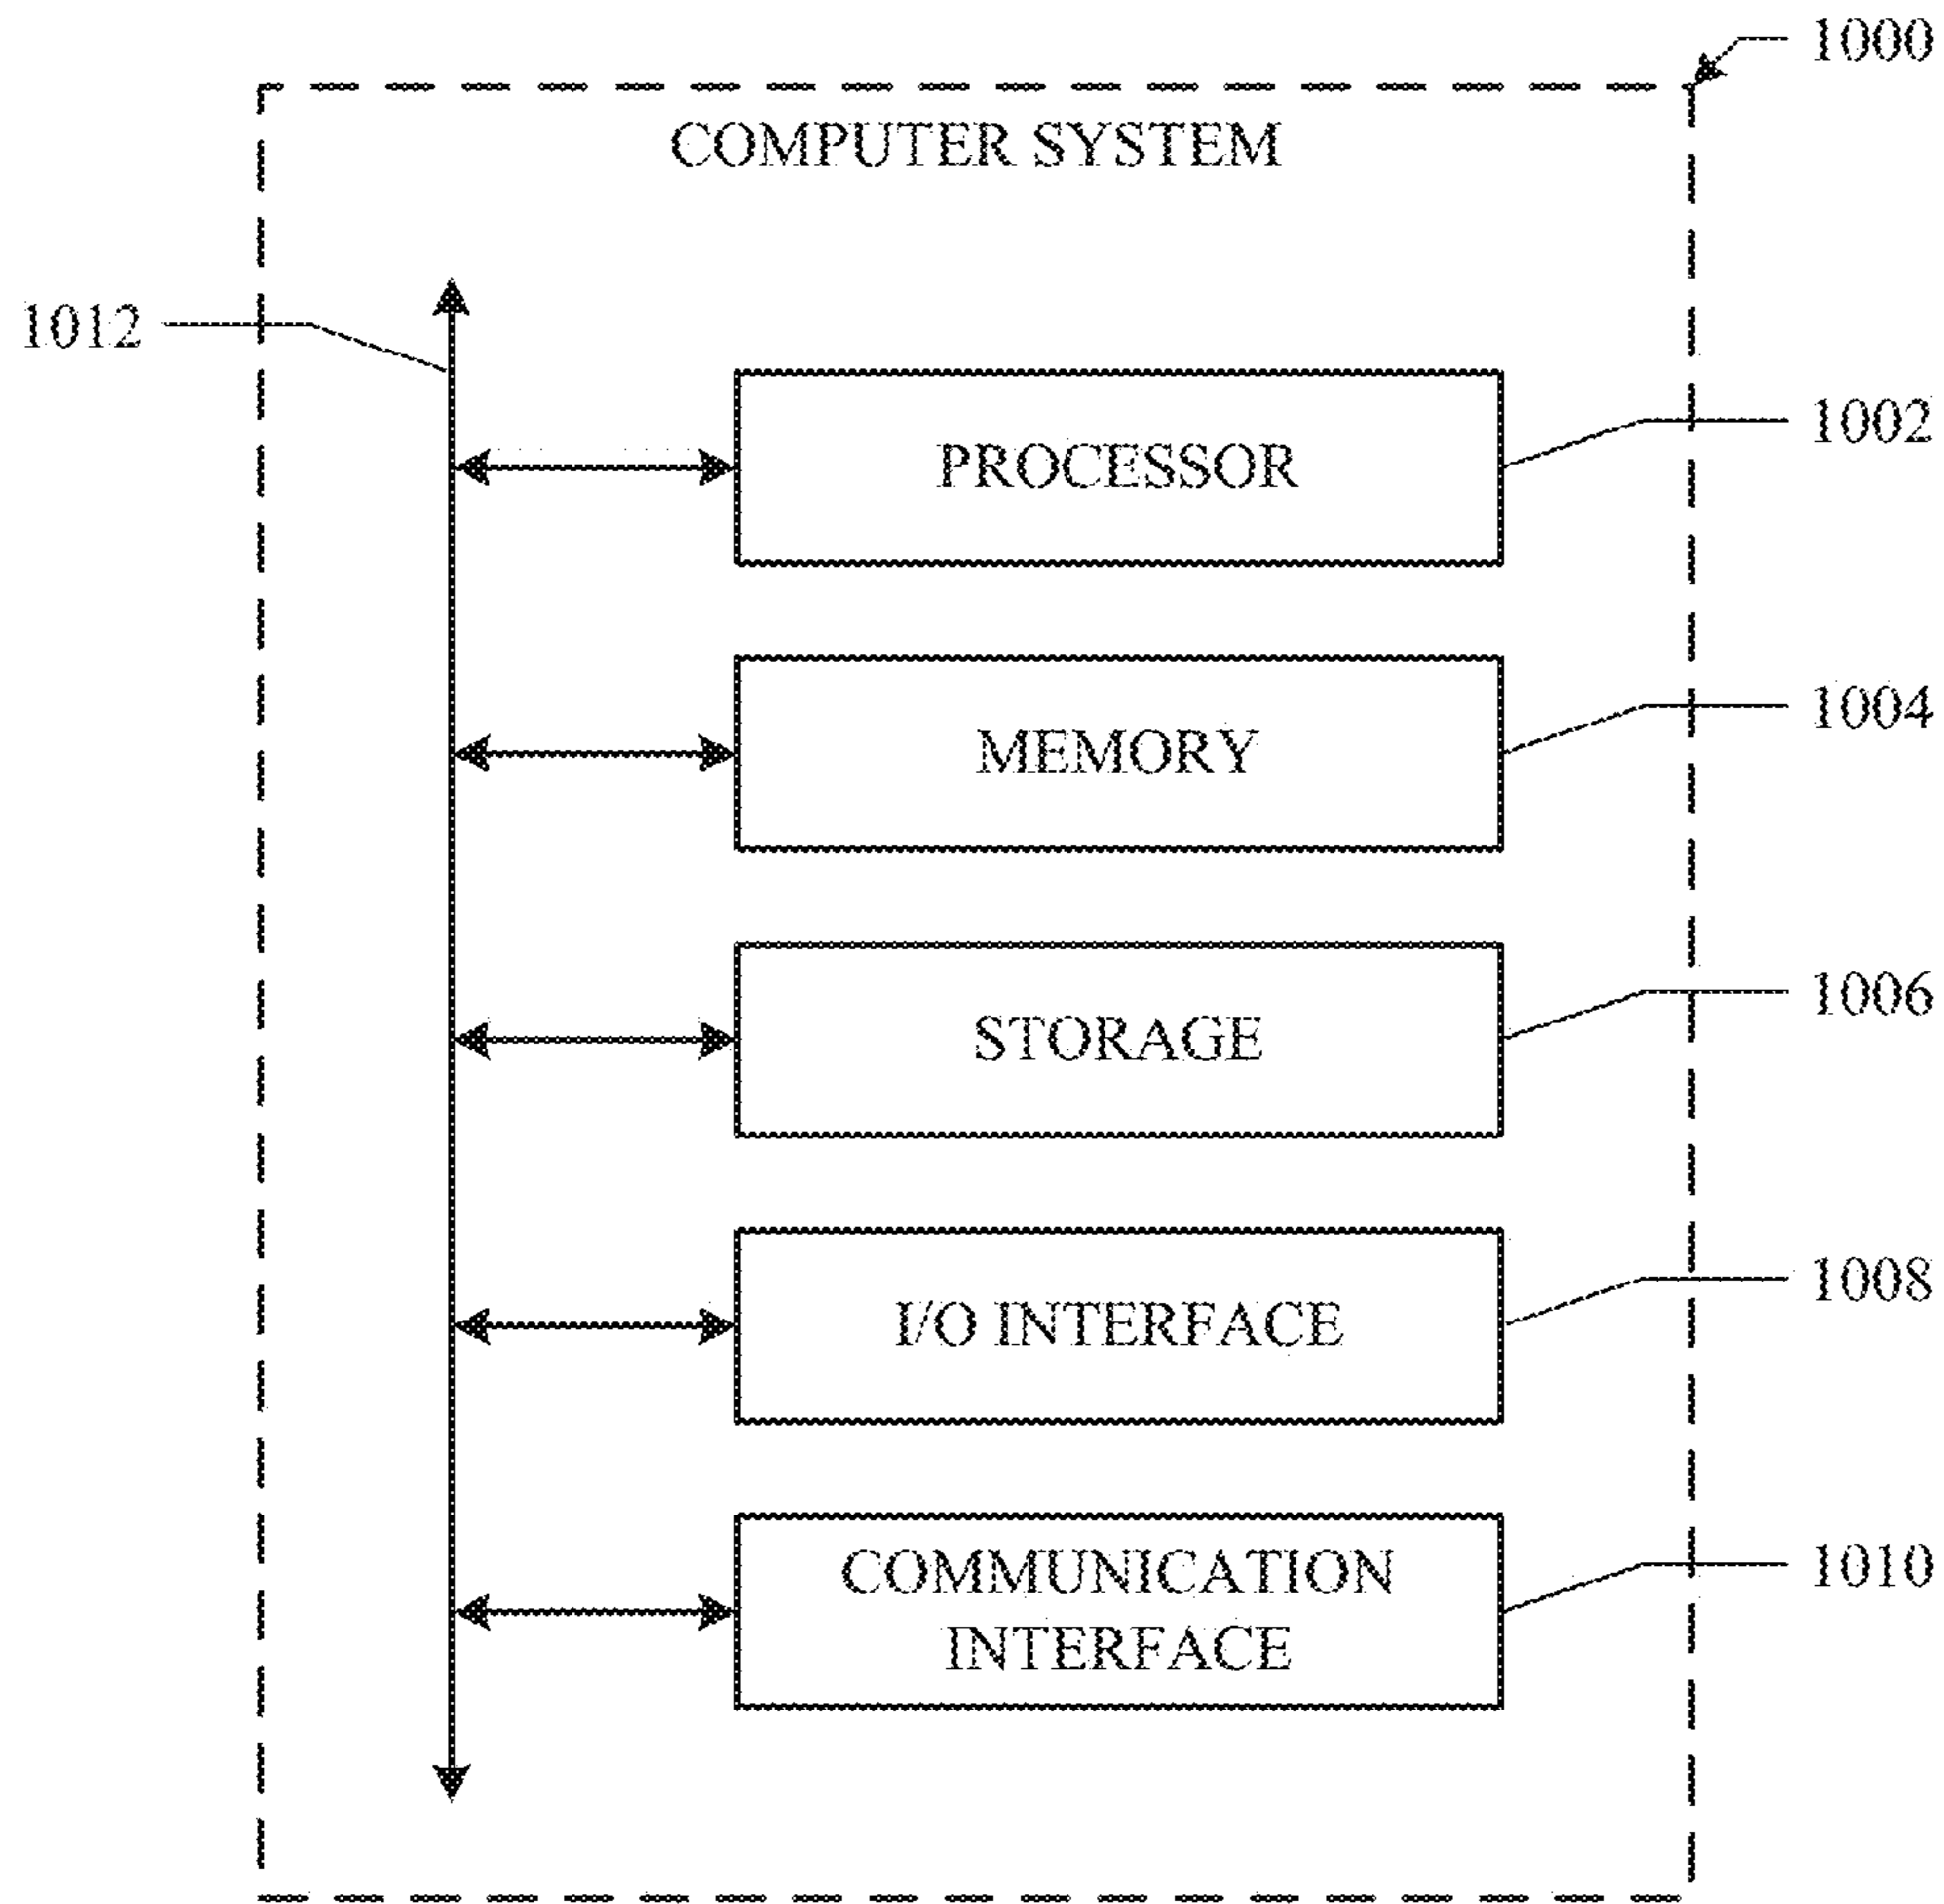 1000
COMPUTER SYSTEM
1012
1002
PROCESSOR
1004
MEMORY
1006
STORAGE
1008
I/O INTERFACE
1010
COMMUNICATION
INTERFACE